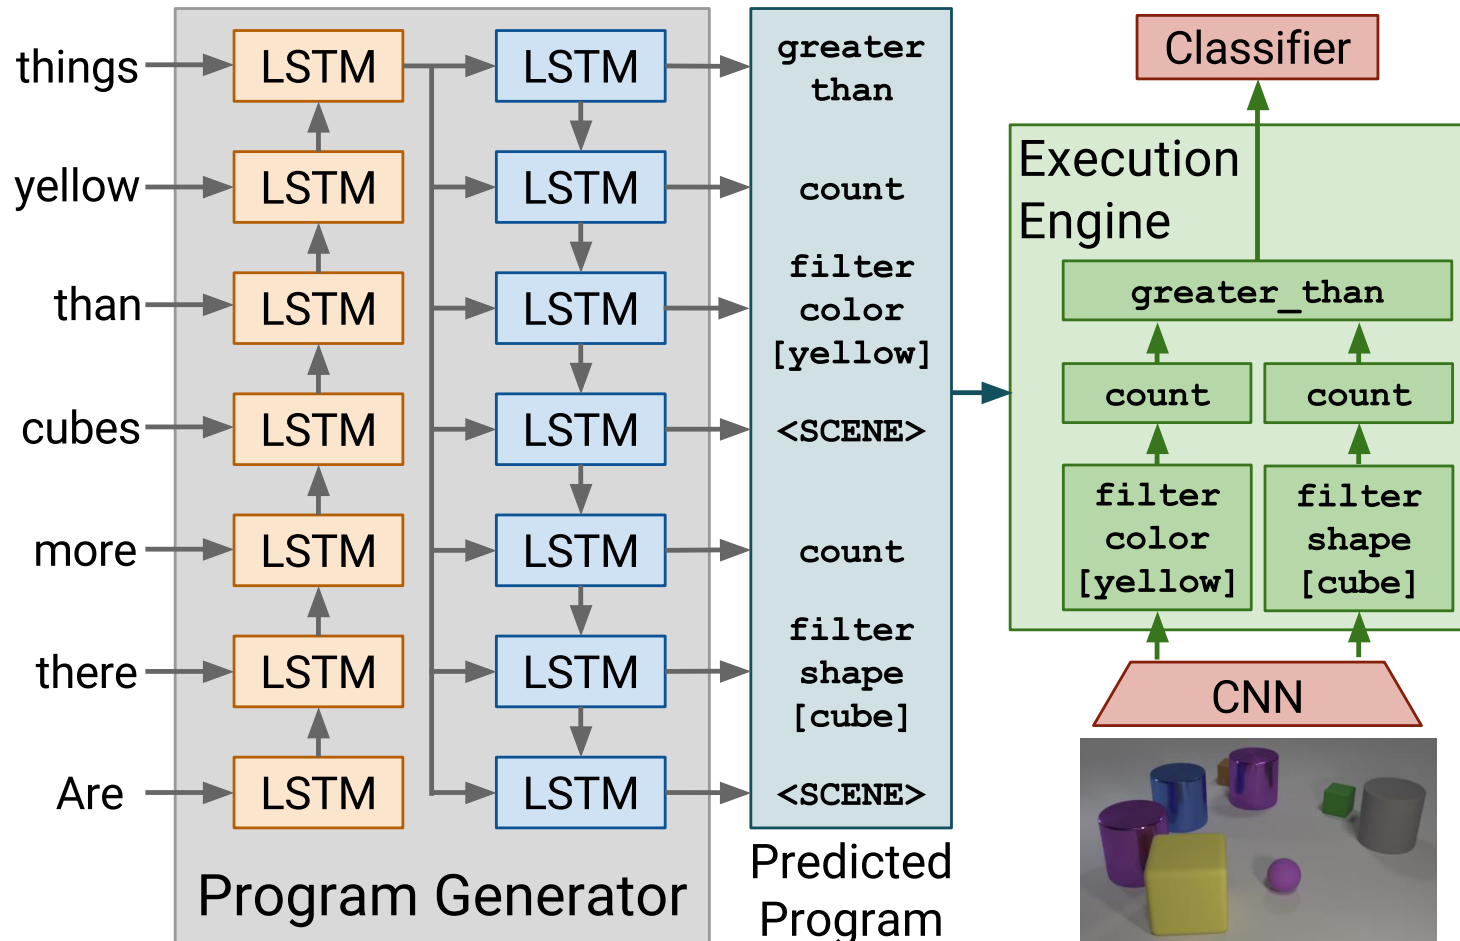 things
LSTM
LSTM
greater
than
yellow
LSTM
LSTM
count
than
LSTM
LSTM
filter
color
[yellow]
cubes
LSTM
LSTM
<SCENE>
more
LSTM
LSTM
count
there
LSTM
LSTM
filter
shape
[cube]
Are
LSTM
LSTM
<SCENE>
Program Generator
Predicted
Program
Classifier
Execution
Engine
greater_than
count
count
filter
color
[yellow]
filter
shape
[cube]
CNN